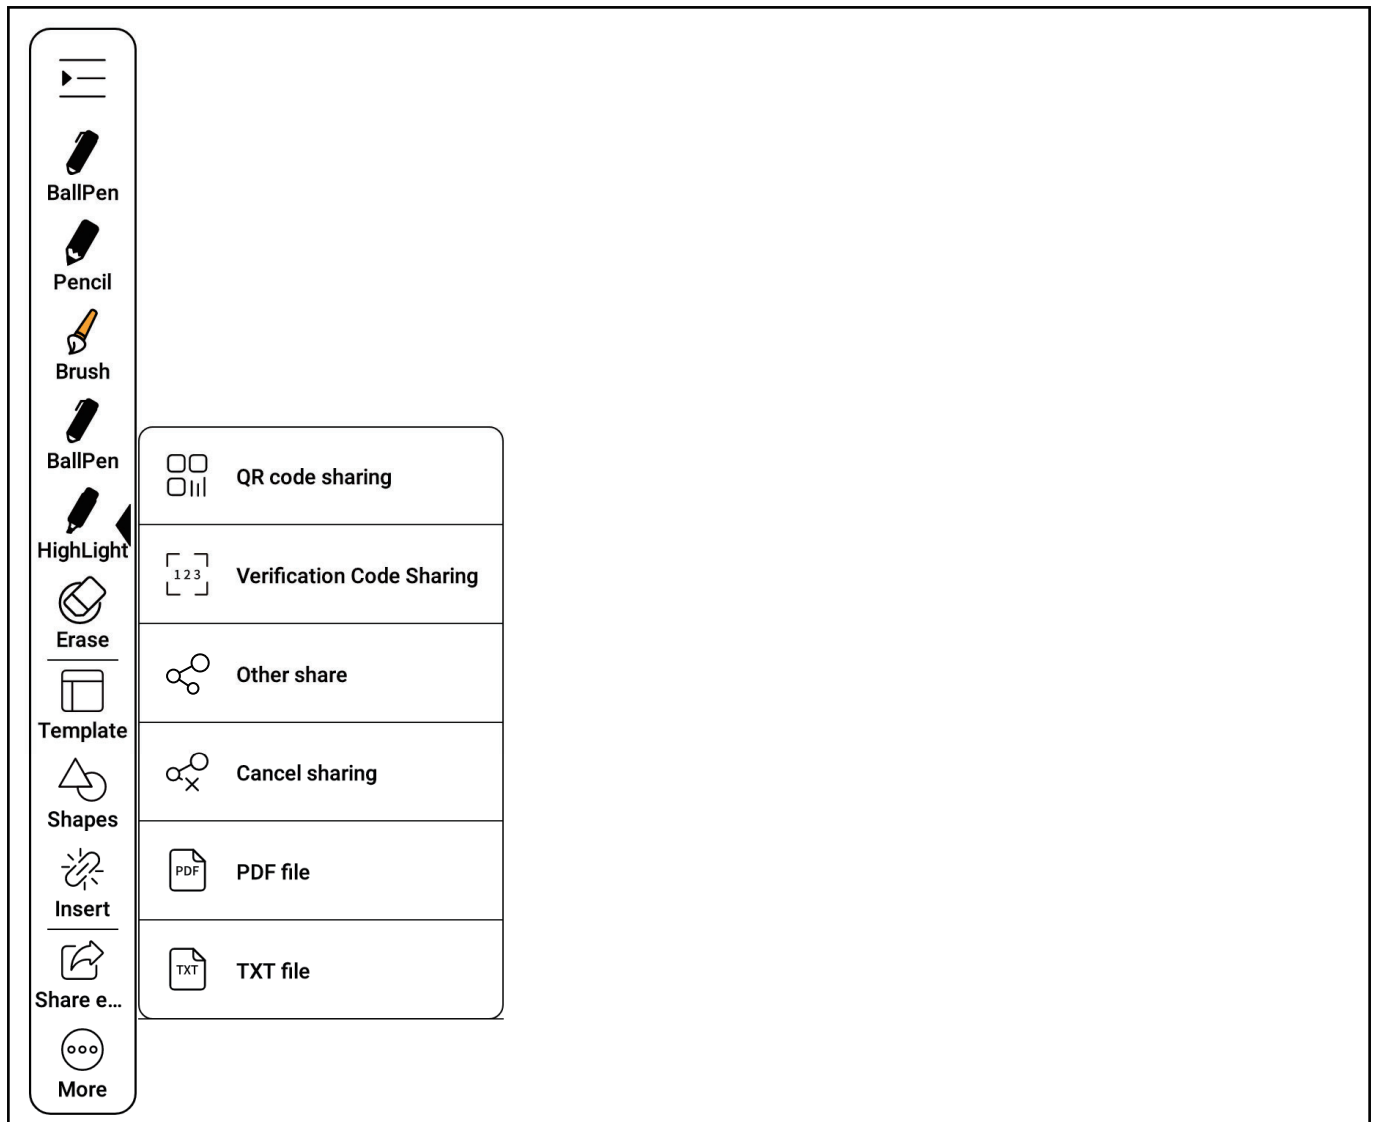 BallPen
Pencil
Brush
BallPen
HighLight
Erase
Template
Shapes
Insert
Share e...
More
QR code sharing
123
Verification Code Sharing
Other share
Cancel sharing
PDF
PDF file
TXT
TXT file